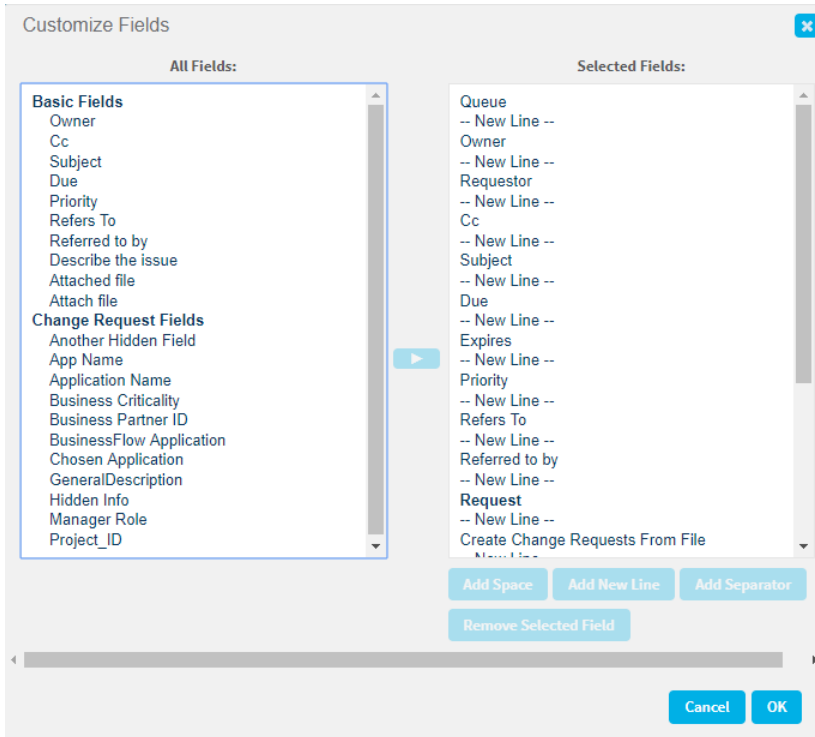 Customize Fields
All Fields:
Selected Fields:
Basic Fields
Owner
Cc
Subject
Due
Priority
Refers To
Referred to by
Describe the issue
Attached file
Attach file
Change Request Fields
Another Hidden Field
App Name
Application Name
Business Criticality
Business Partner ID
BusinessFlow Application
Chosen Application
GeneralDescription
Hidden Info
Manager Role
Project_ID
Queue
-- New Line --
Owner
-- New Line --
Requestor
-- New Line --
Cc
-- New Line --
Subject
-- New Line --
Due
-- New Line --
Expires
-- New Line --
Priority
-- New Line --
Refers To
-- New Line --
Referred to by
-- New Line --
Request
-- New Line --
Create Change Requests From File
-- New Line --
Add Space
Add New Line
Add Separator
Remove Selected Field
Cancel
OK